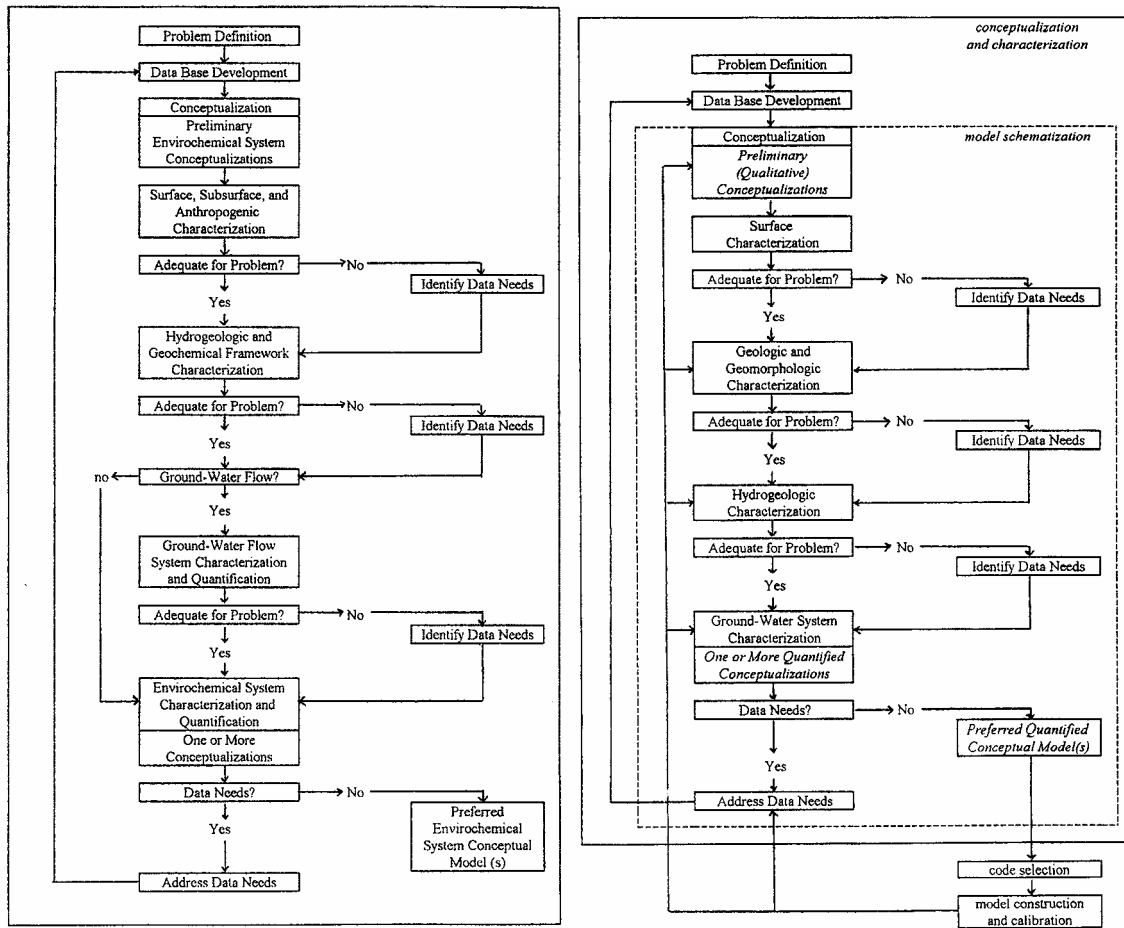 Problem Definition
Data Base Development
Conceptualization
Preliminary
Envirochemical System
Conceptualizations
Surface, Subsurface, and
Anthropogenic
Characterization
Adequate for Problem?
No
Identify Data Needs
Yes
Hydrogeologic and
Geochemical Framework
Characterization
Adequate for Problem?
No
Identify Data Needs
Yes
no
Ground-Water Flow?
Yes
Ground-Water Flow
System Characterization
and Quantification
Adequate for Problem?
No
Identify Data Needs
Yes
Envirochemical System
Characterization and
Quantification
One or More
Conceptualizations
Data Needs?
No
Preferred
Envirochemical
System Conceptual
Model (s)
Yes
Address Data Needs
conceptualization
and characterization
Problem Definition
Data Base Development
model schematization
Conceptualization
Preliminary
(Qualitative)
Conceptualizations
Surface
Characterization
Adequate for Problem?
No
Identify Data Needs
Yes
Geologic and
Geomorphologic
Characterization
Adequate for Problem?
No
Identify Data Needs
Yes
Hydrogeologic
Characterization
Adequate for Problem?
No
Identify Data Needs
Yes
Ground-Water System
Characterization
One or More Quantified
Conceptualizations
Data Needs?
No
Preferred Quantified
Conceptual Model(s)
Yes
Address Data Needs
code selection
model construction
and calibration